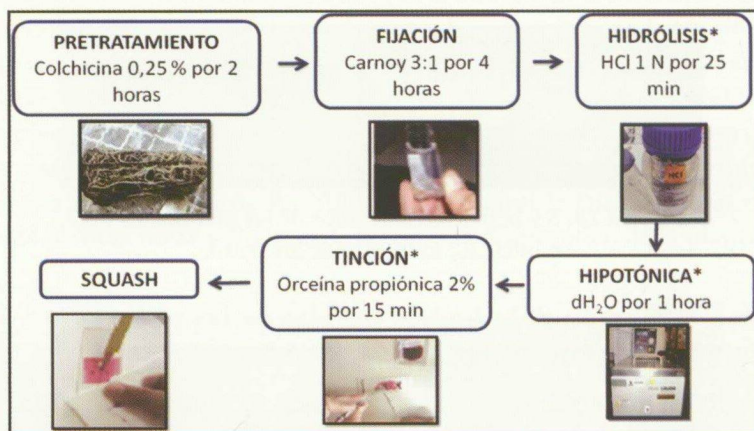 PRETRATAMIENTO
Colchicina 0,25 % por 2
horas
FIJACIÓN
Carnoy 3:1 por 4
horas
HIDRÓLISIS*
HCl 1 N por 25
min
HCl
SQUASH
TINCIÓN*
Orceína propiónica 2%
por 15 min
HIPOTÓNICA*
dH₂O por 1 hora